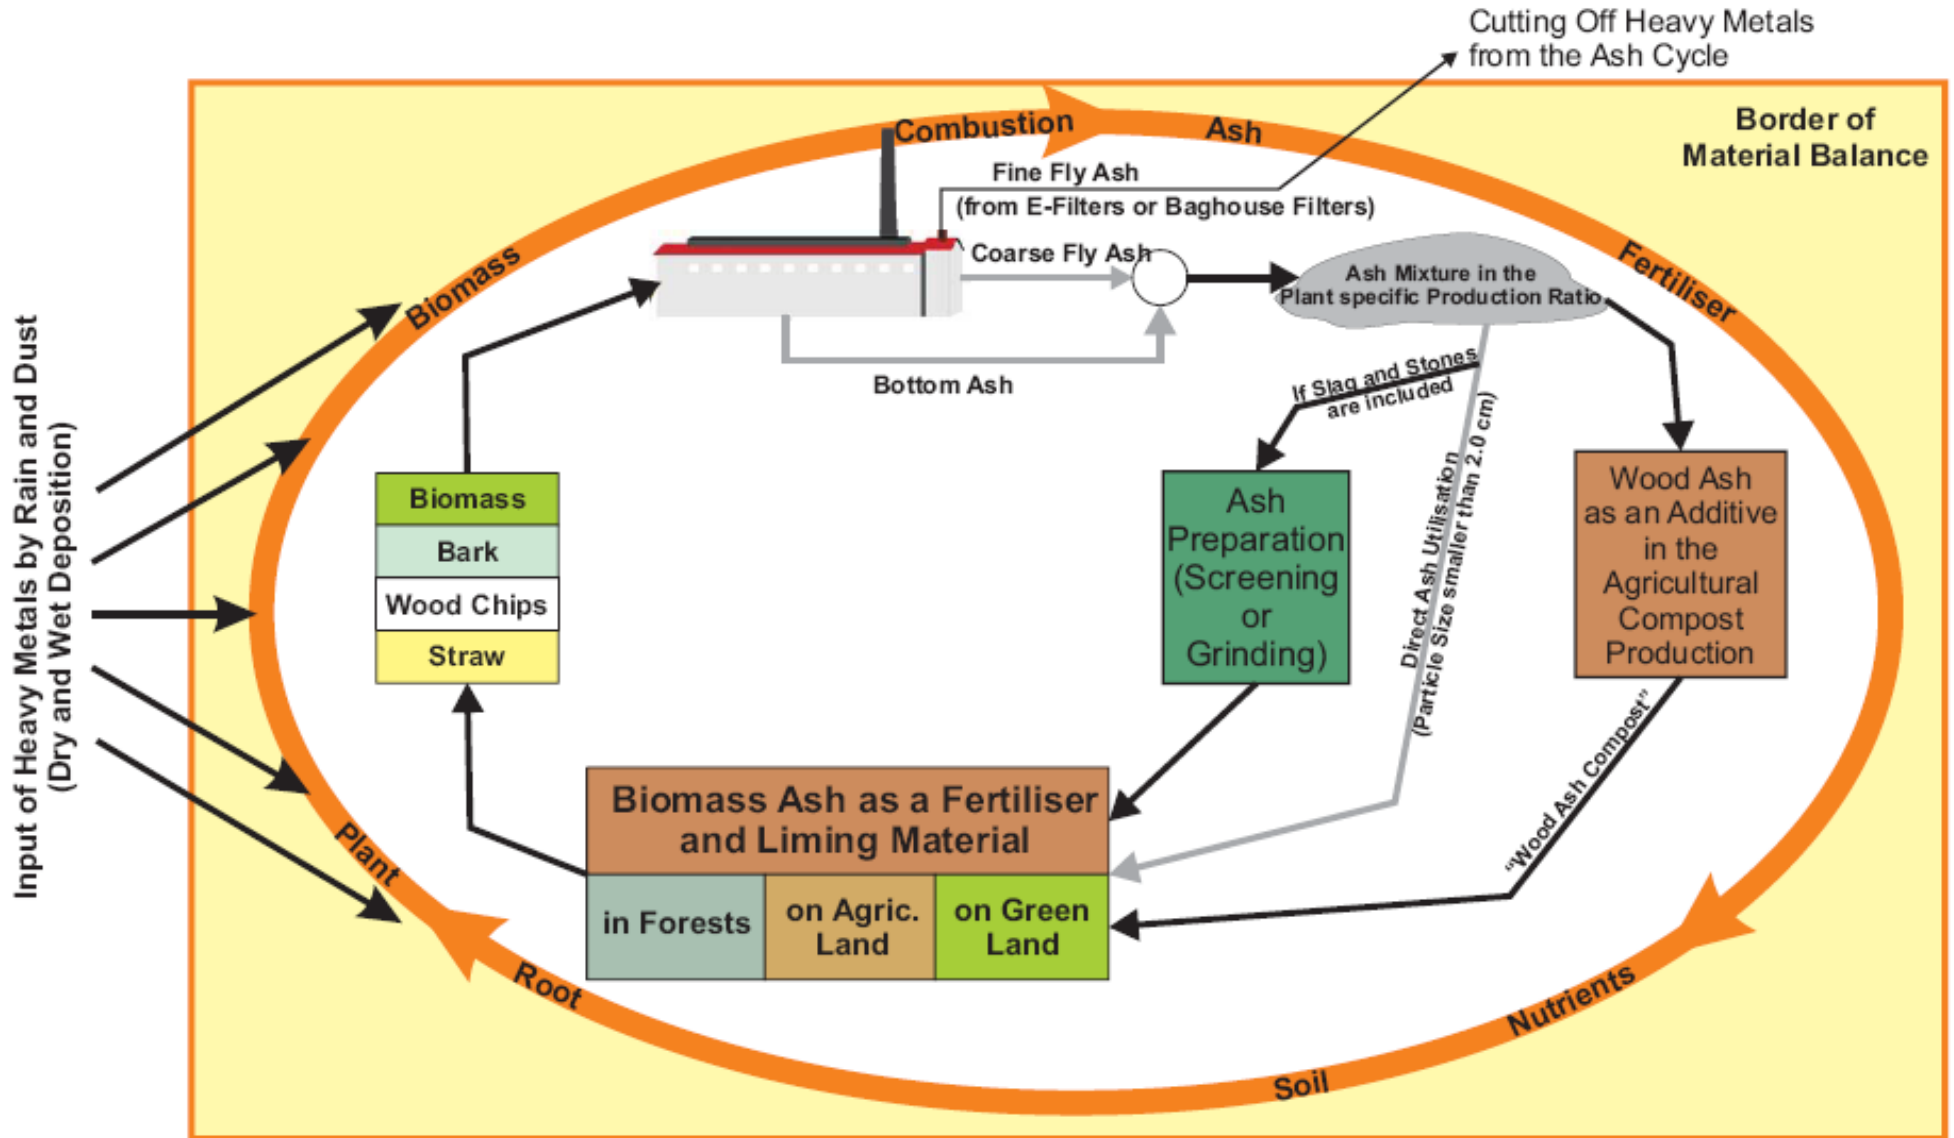 Cutting Off Heavy Metals
from the Ash Cycle
Border of
Material Balance
Combustion
Ash
Fertiliser
Nutrients
Soil
Root
Plant
Biomass
Input of Heavy Metals by Rain and Dust
(Dry and Wet Deposition)
Fine Fly Ash
(from E-Filters or Baghouse Filters)
Coarse Fly Ash
Bottom Ash
Ash Mixture in the
Plant specific Production Ratio
If Slag and Stones
are included
Direct Ash Utilisation
(Particle Size smaller than 2.0 cm)
Ash
Preparation
(Screening
or
Grinding)
Wood Ash
as an Additive
in the
Agricultural
Compost
Production
“Wood Ash Compost”
Biomass
Bark
Wood Chips
Straw
Biomass Ash as a Fertiliser
and Liming Material
in Forests
on Agric.
Land
on Green
Land